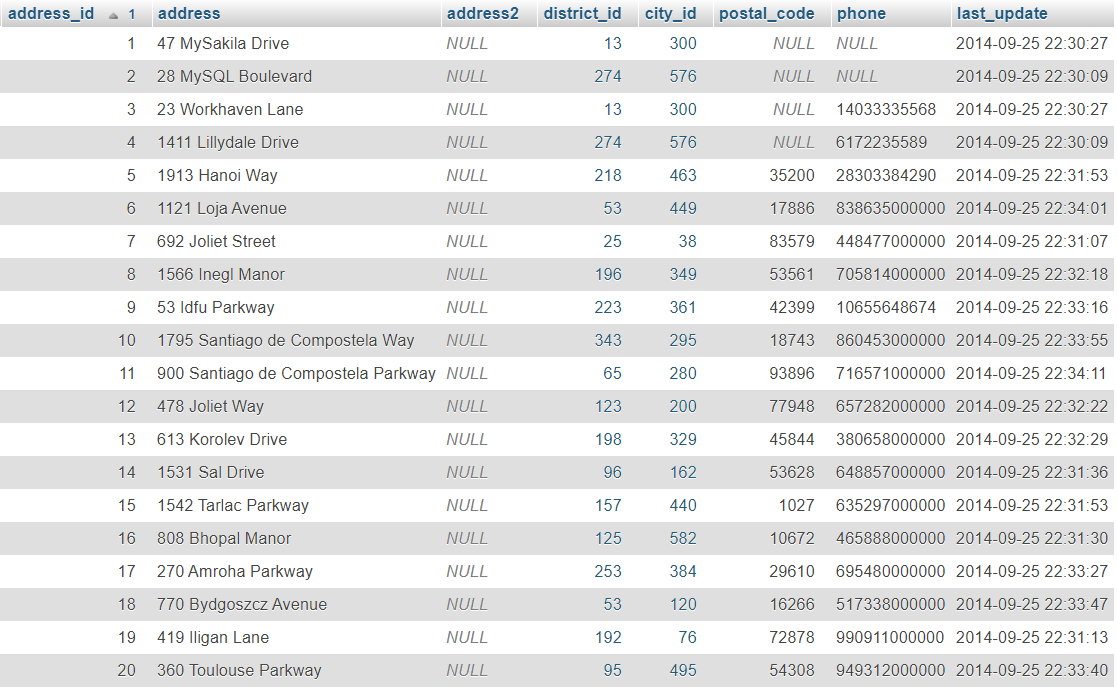 address_id 1 address address2 district_id city_id postal_code phone last_update
1 47 MySakila Drive NULL 13 300 NULL NULL 2014-09-25 22:30:27
2 28 MySQL Boulevard NULL 274 576 NULL NULL 2014-09-25 22:30:09
3 23 Workhaven Lane NULL 13 300 NULL 14033335568 2014-09-25 22:30:27
4 1411 Lillydale Drive NULL 274 576 NULL 6172235589 2014-09-25 22:30:09
5 1913 Hanoi Way NULL 218 463 35200 28303384290 2014-09-25 22:31:53
6 1121 Loja Avenue NULL 53 449 17886 838635000000 2014-09-25 22:34:01
7 692 Joliet Street NULL 25 38 83579 448477000000 2014-09-25 22:31:07
8 1566 Inegl Manor NULL 196 349 53561 705814000000 2014-09-25 22:32:18
9 53 Idfu Parkway NULL 223 361 42399 10655648674 2014-09-25 22:33:16
10 1795 Santiago de Compostela Way NULL 343 295 18743 860453000000 2014-09-25 22:33:55
11 900 Santiago de Compostela Parkway NULL 65 280 93896 716571000000 2014-09-25 22:34:11
12 478 Joliet Way NULL 123 200 77948 657282000000 2014-09-25 22:32:22
13 613 Korolev Drive NULL 198 329 45844 380658000000 2014-09-25 22:32:29
14 1531 Sal Drive NULL 96 162 53628 648857000000 2014-09-25 22:31:36
15 1542 Tarlac Parkway NULL 157 440 1027 635297000000 2014-09-25 22:31:53
16 808 Bhopal Manor NULL 125 582 10672 465888000000 2014-09-25 22:31:30
17 270 Amroha Parkway NULL 253 384 29610 695480000000 2014-09-25 22:33:27
18 770 Bydgoszcz Avenue NULL 53 120 16266 517338000000 2014-09-25 22:33:47
19 419 Iligan Lane NULL 192 76 72878 990911000000 2014-09-25 22:31:13
20 360 Toulouse Parkway NULL 95 495 54308 949312000000 2014-09-25 22:33:40